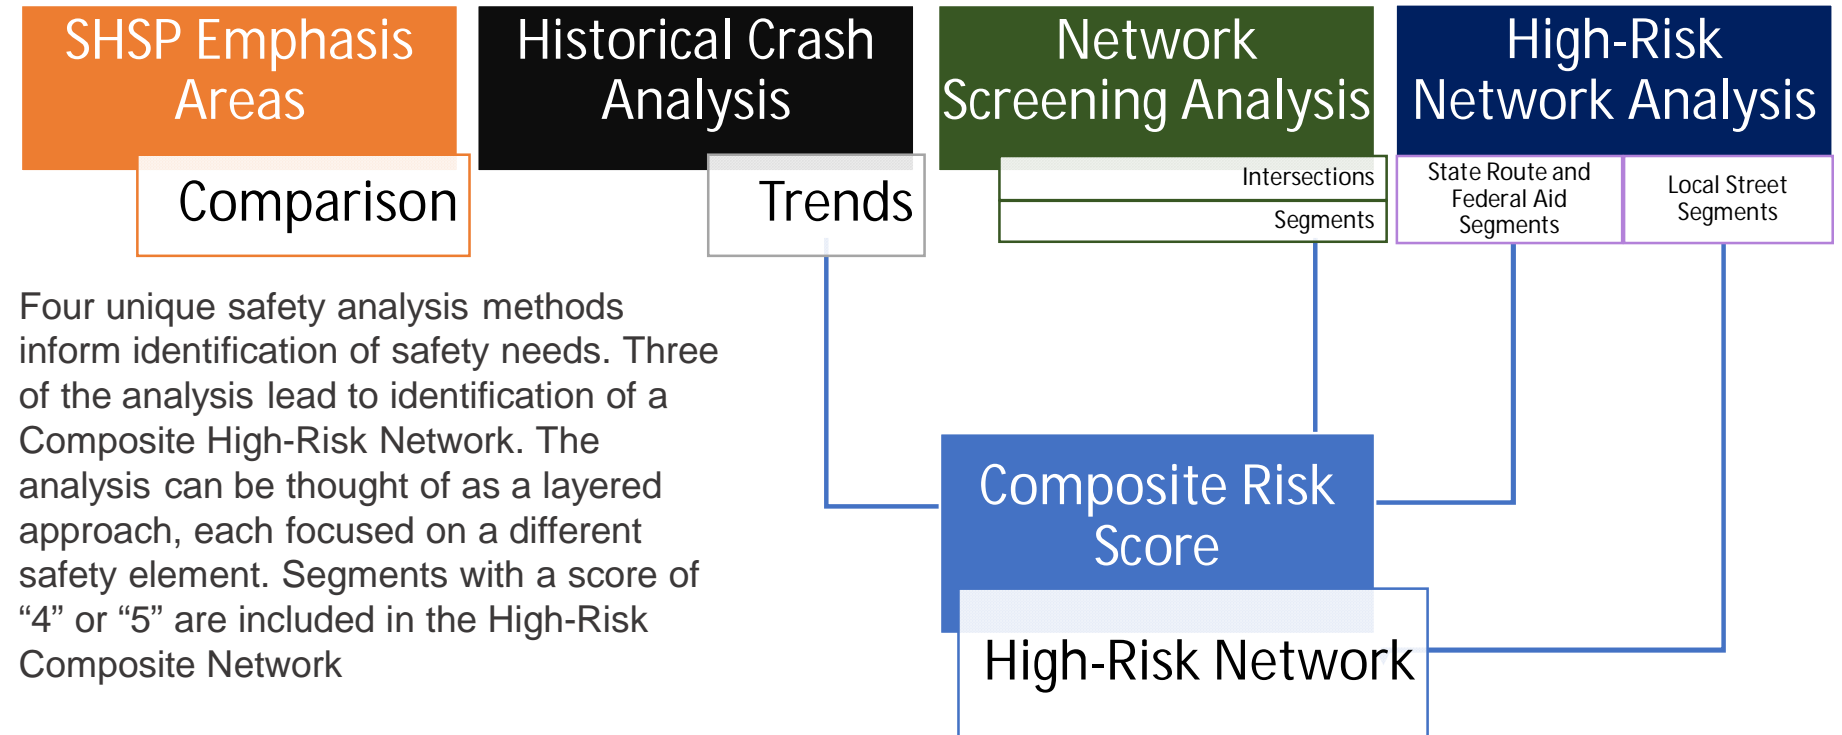 SHSP Emphasis
Areas
Comparison
Historical Crash
Analysis
Trends
Network
Screening Analysis
Intersections
Segments
High-Risk
Network Analysis
State Route and
Federal Aid
Segments
Local Street
Segments
Four unique safety analysis methods
inform identification of safety needs. Three
of the analysis lead to identification of a
Composite High-Risk Network. The
analysis can be thought of as a layered
approach, each focused on a different
safety element. Segments with a score of
“4” or “5” are included in the High-Risk
Composite Network
Composite Risk
Score
High-Risk Network